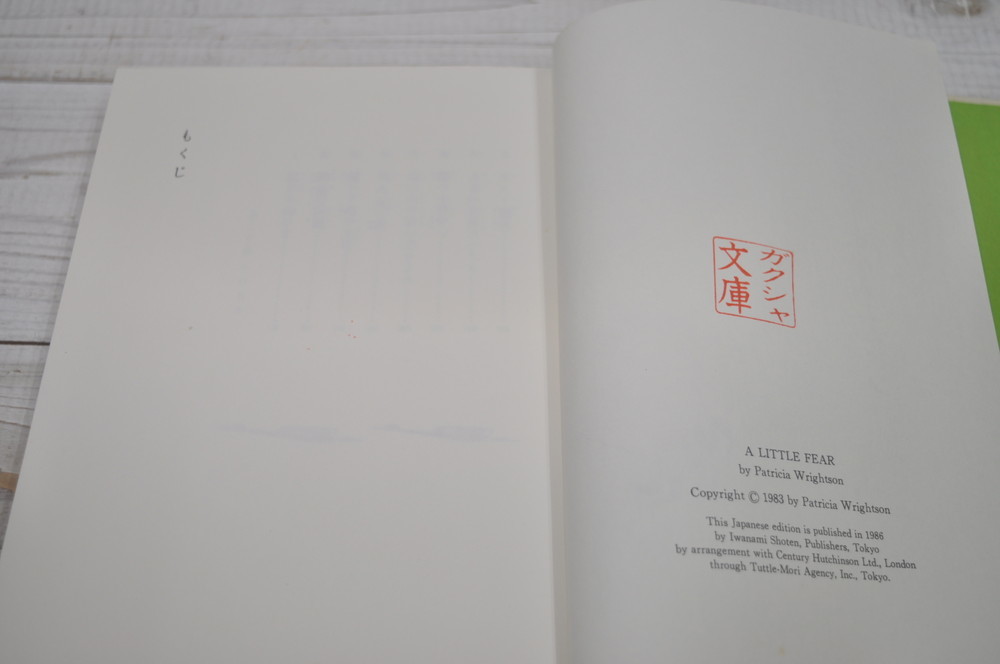 ガクシャ
文庫
A LITTLE FEAR
by Patricia Wrightson
Copyright © 1983 by Patricia Wrightson
This Japanese edition is published in 1986
by Iwanami Shoten, Publishers, Tokyo
by arrangement with Century Hutchinson Ltd., London
through Tuttle-Mori Agency, Inc., Tokyo.
もくじ